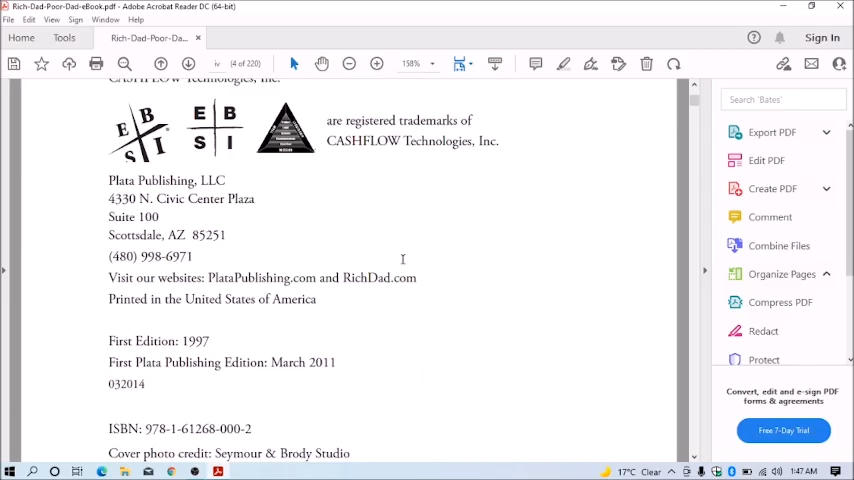 Rich-Dad-Poor-Dad-eBook.pdf - Adobe Acrobat Reader DC (64-bit)
File Edit View Sign Window Help
Home Tools Rich-Dad-Poor-Da... × Sign In
iv (4 of 220) 158%
CASHFLOW Technologies, Inc.
E B S I
E B S I
are registered trademarks of
CASHFLOW Technologies, Inc.
Plata Publishing, LLC
4330 N. Civic Center Plaza
Suite 100
Scottsdale, AZ 85251
(480) 998-6971
Visit our websites: PlataPublishing.com and RichDad.com
Printed in the United States of America
First Edition: 1997
First Plata Publishing Edition: March 2011
032014
ISBN: 978-1-61268-000-2
Cover photo credit: Seymour & Brody Studio
Search 'Bates'
Export PDF
Edit PDF
Create PDF
Comment
Combine Files
Organize Pages
Compress PDF
Redact
Protect
Convert, edit and e-sign PDF
forms & agreements
Free 7-Day Trial
17°C Clear 1:47 AM